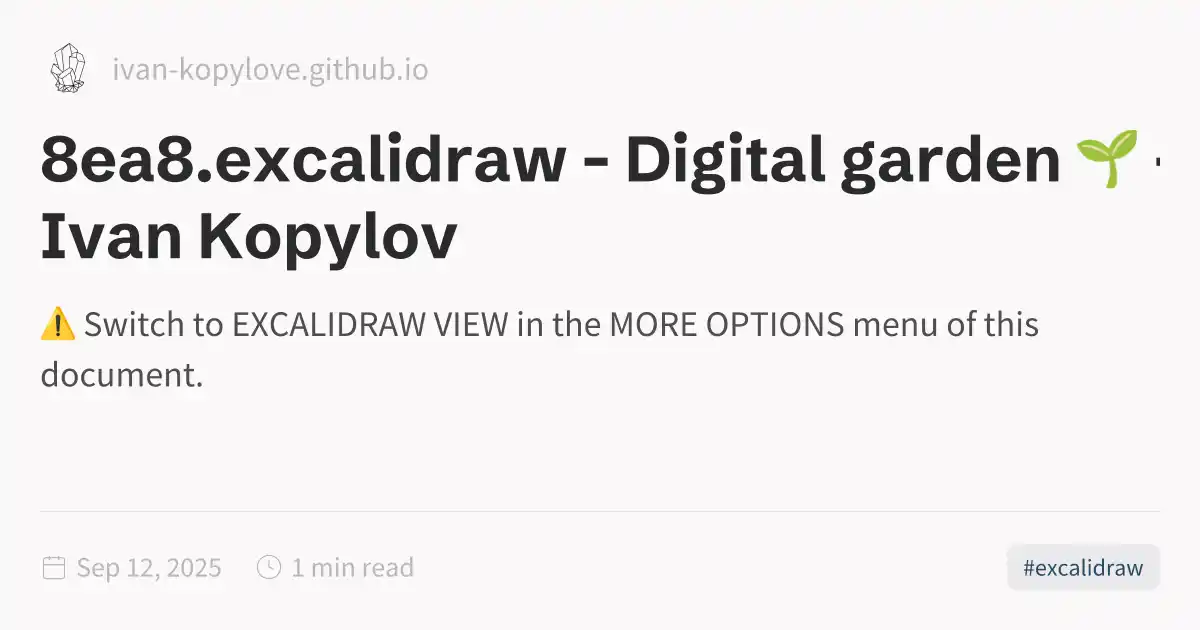 ivan-kopylove.github.io
8ea8.excalidraw - Digital garden 🌱 ·
Ivan Kopylov
⚠️ Switch to EXCALIDRAW VIEW in the MORE OPTIONS menu of this
document.
Sep 12, 2025 1 min read
#excalidraw